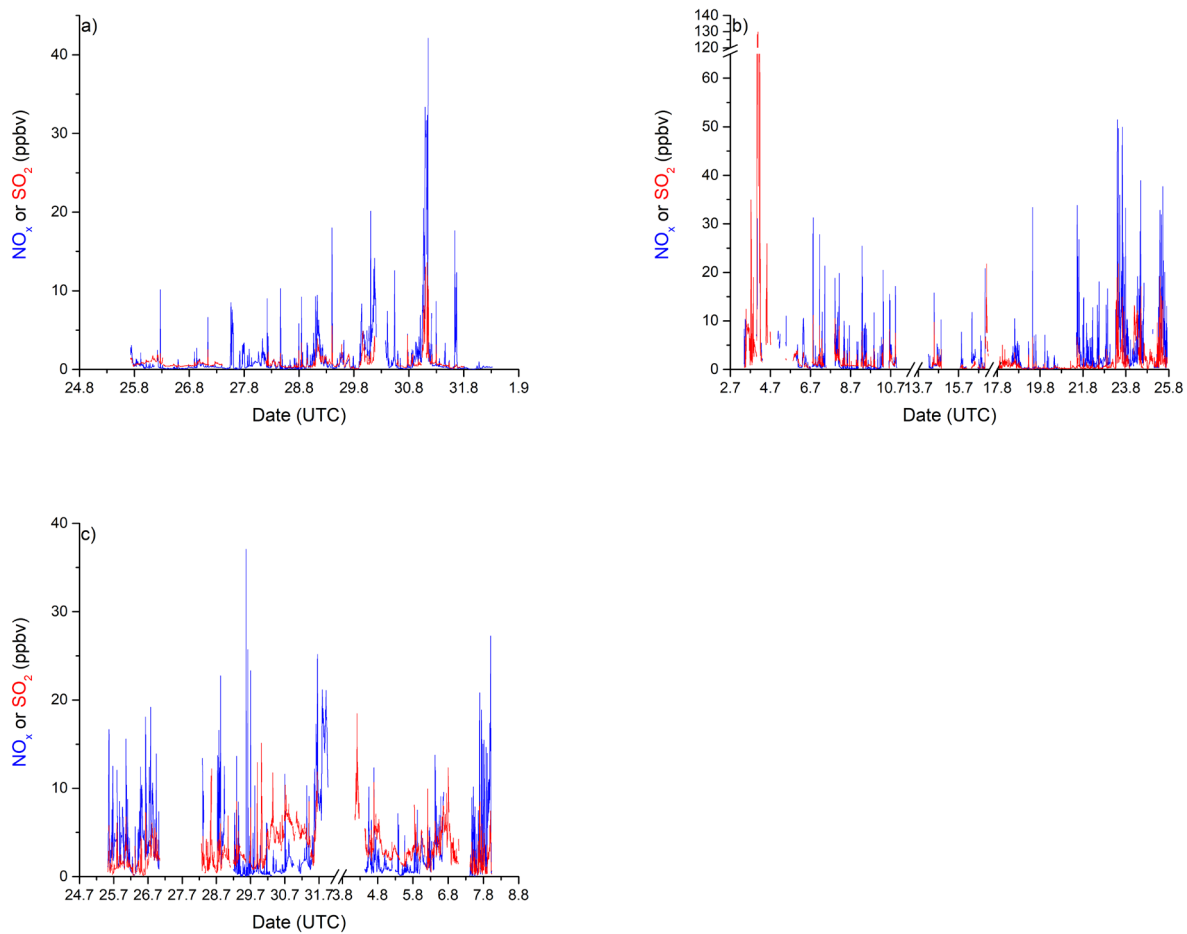 a)
NOx or SO2 (ppbv)
40
30
20
10
0
24.8 25.8 26.8 27.8 28.8 29.8 30.8 31.8 1.9
Date (UTC)
b)
NOx or SO2 (ppbv)
140
130
120
60
50
40
30
20
10
0
2.7 4.7 6.7 8.7 10.7 13.7 15.7 17.8 19.8 21.8 23.8 25.8
Date (UTC)
c)
NOx or SO2 (ppbv)
40
30
20
10
0
24.7 25.7 26.7 27.7 28.7 29.7 30.7 31.7 3.8 4.8 5.8 6.8 7.8 8.8
Date (UTC)